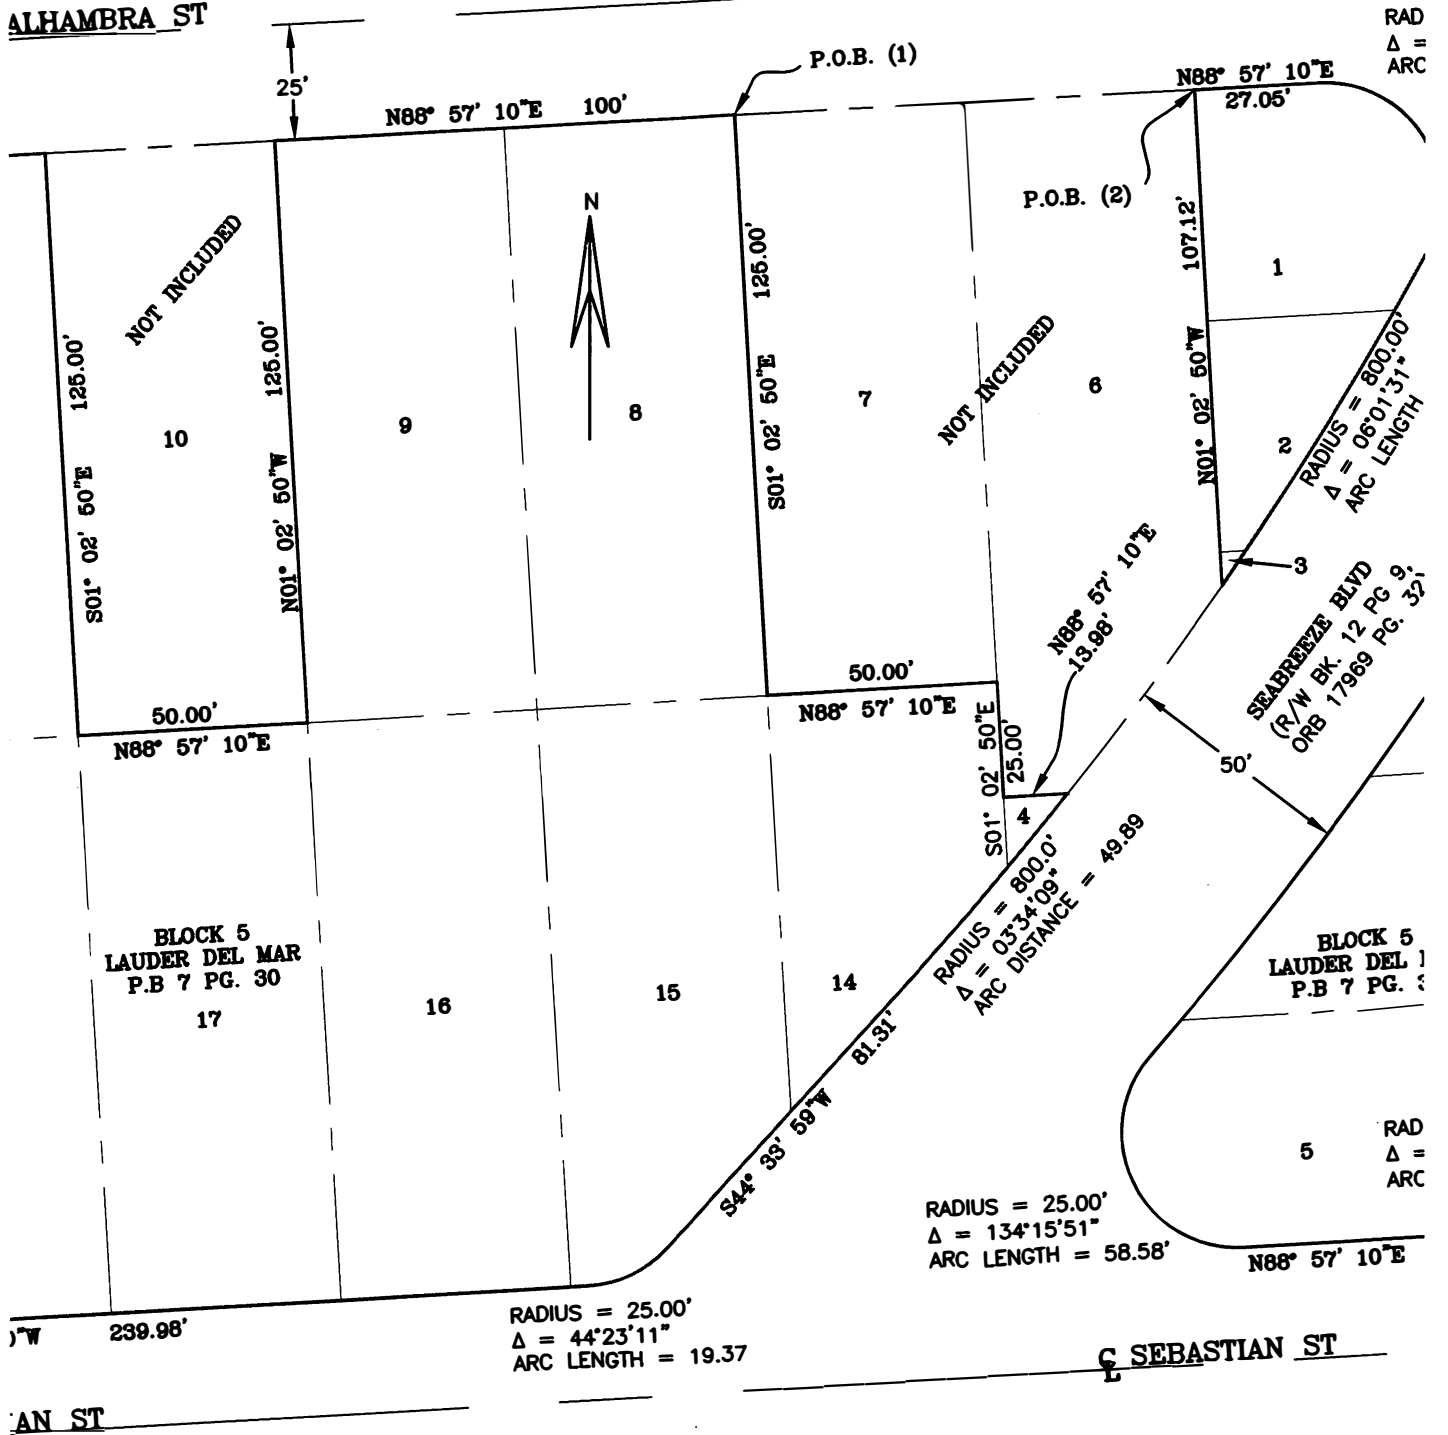 ALHAMBRA ST
25'
N88° 57' 10"E 100'
P.O.B. (1)
N88° 57' 10"E
27.05'
RAD
Δ =
ARC
P.O.B. (2)
N
NOT INCLUDED
125.00'
S01° 02' 50"E
10
125.00'
N01° 02' 50"W
9
8
125.00'
S01° 02' 50"E
7
NOT INCLUDED
6
107.12'
N01° 02' 50"W
1
2
3
RADIUS = 800.00'
Δ = 06°01'31"
ARC LENGTH
SEABREEZE BLVD
(R/W BK. 12 PG 9,
ORB 17969 PG. 32
50'
N88° 57' 10"E
13.98'
50.00'
N88° 57' 10"E
50.00'
N88° 57' 10"E
S01° 02' 50"E
25.00'
4
RADIUS = 800.0'
Δ = 03°34'09"
ARC DISTANCE = 49.89
BLOCK 5
LAUDER DEL MAR
P.B 7 PG. 30
17
16
15
14
S44° 33' 59"W 81.31'
BLOCK 5
LAUDER DEL
P.B 7 PG.
5
RAD
Δ =
ARC
RADIUS = 25.00'
Δ = 134°15'51"
ARC LENGTH = 58.58'
N88° 57' 10"E
"W 239.98'
RADIUS = 25.00'
Δ = 44°23'11"
ARC LENGTH = 19.37
℄ SEBASTIAN ST
AN ST